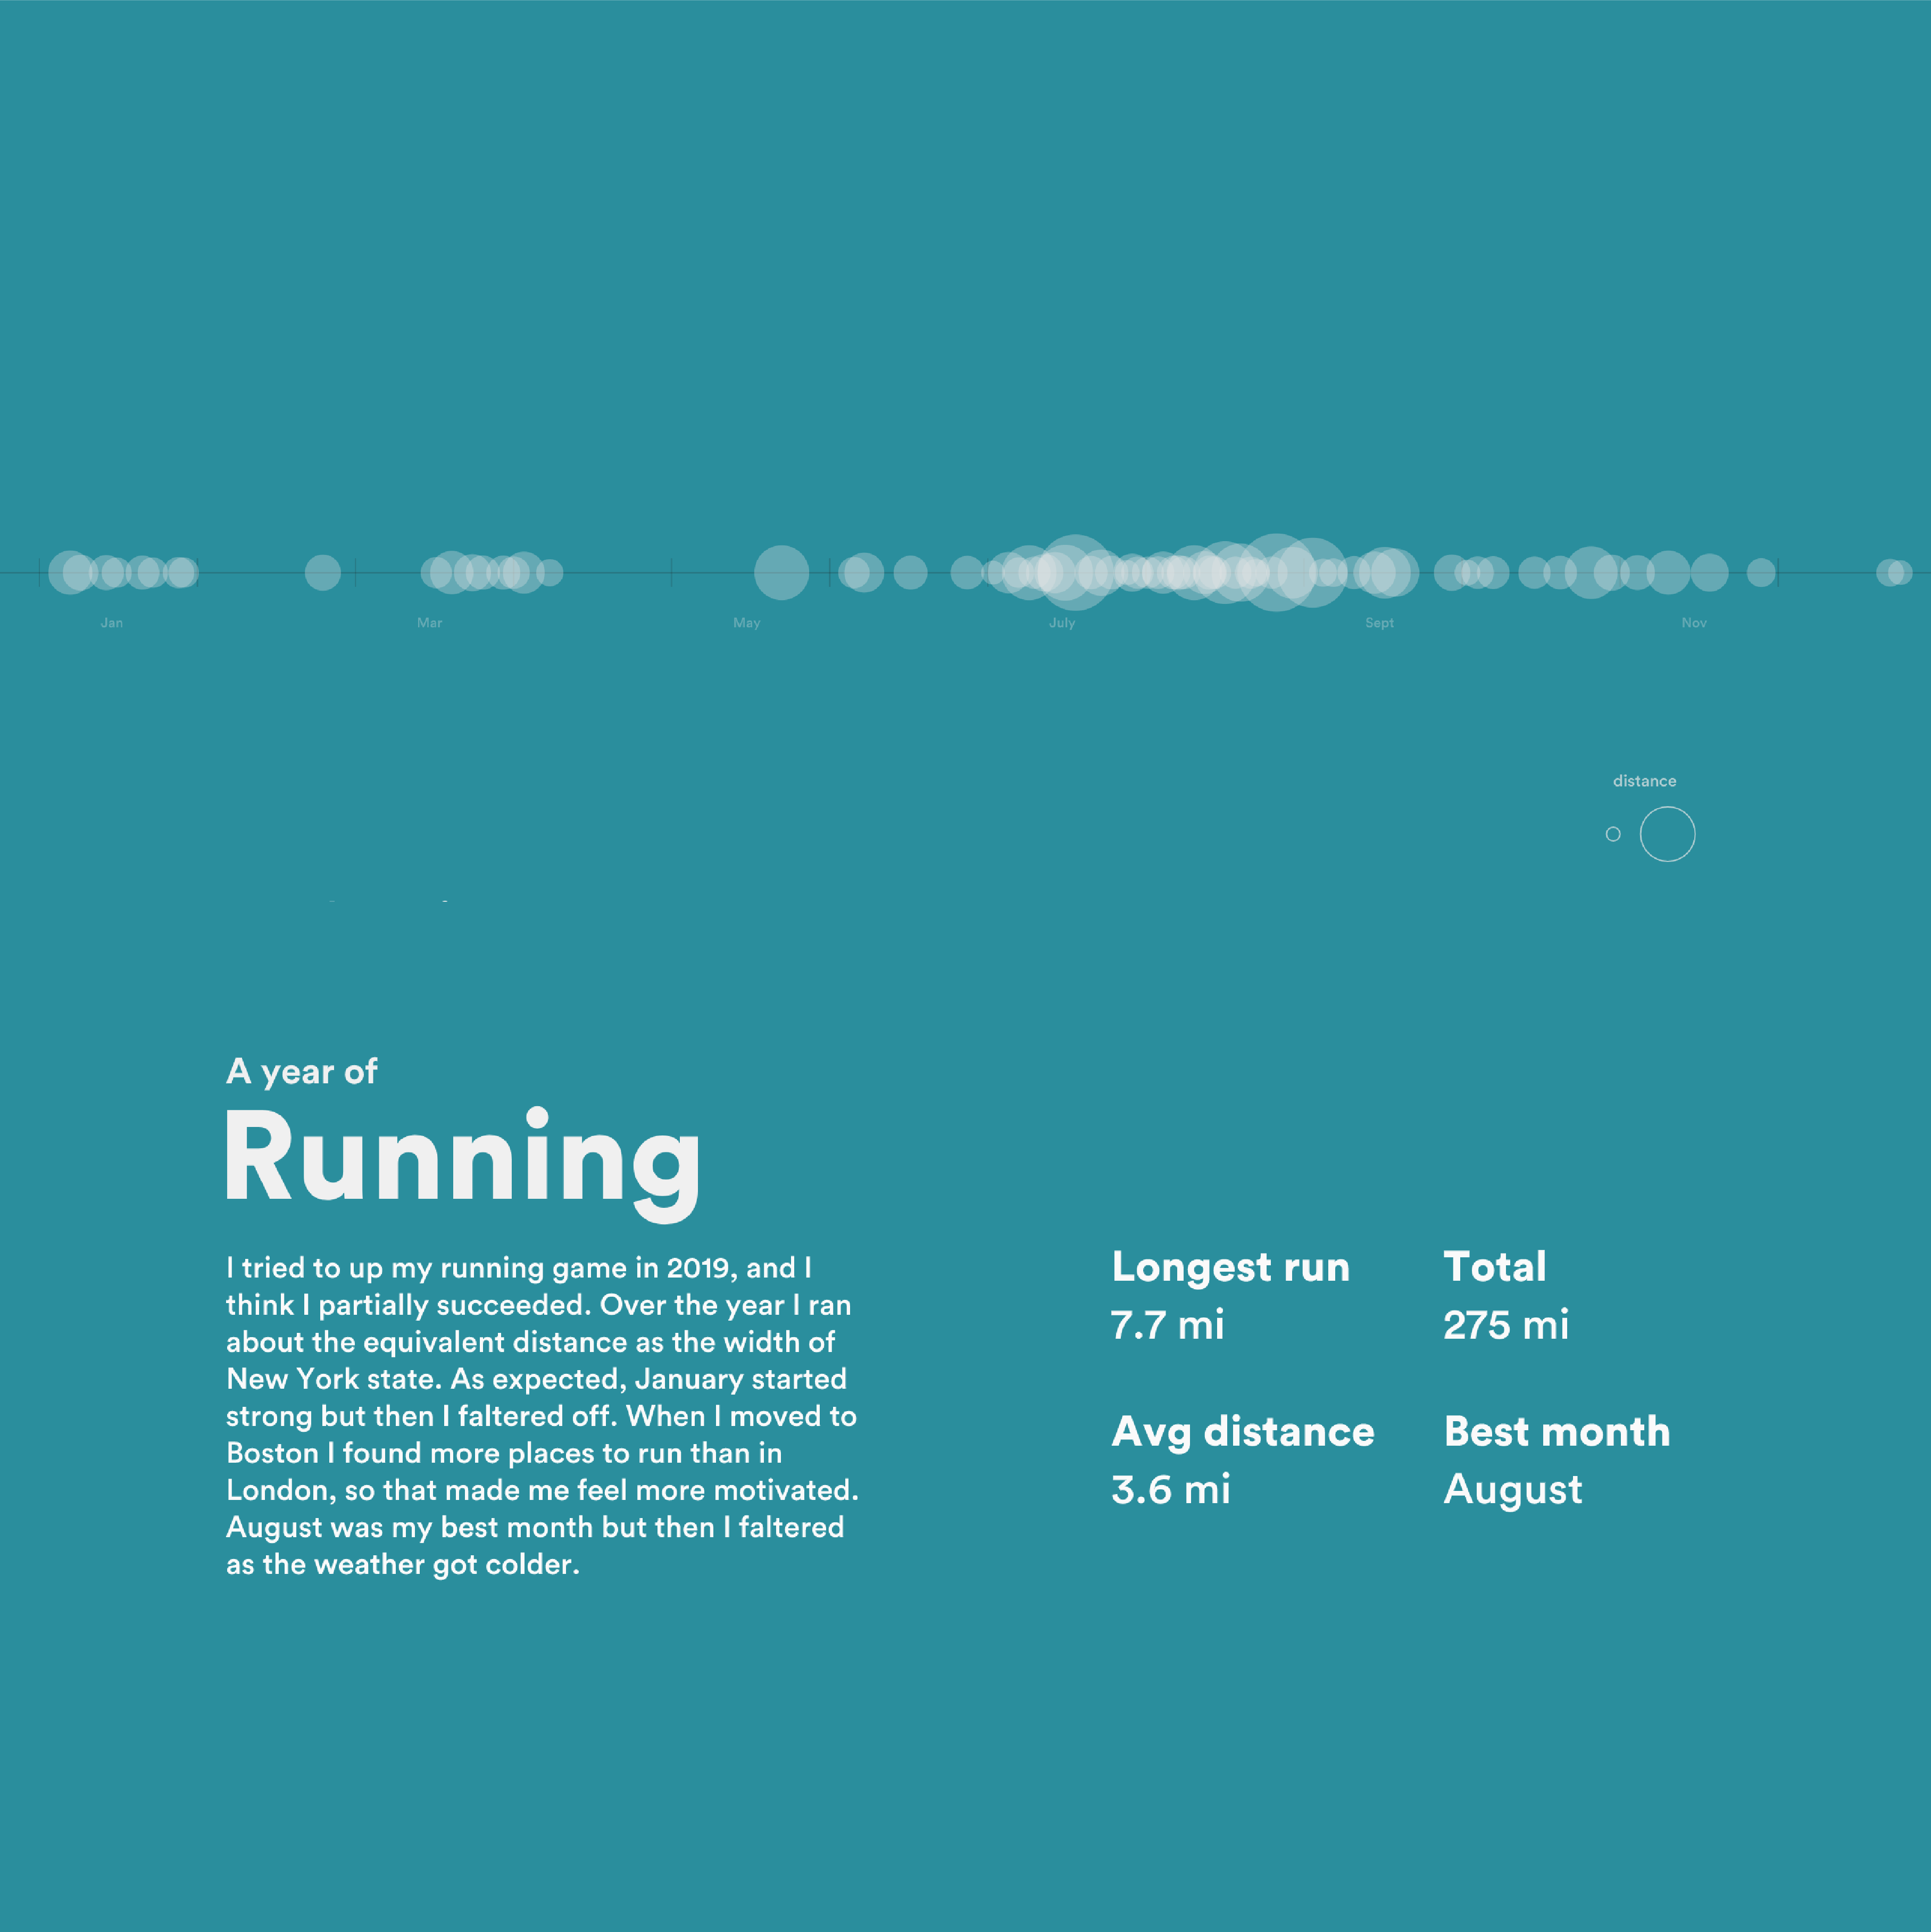 Jan
Mar
May
July
Sept
Nov
distance
A year of
Running
I tried to up my running game in 2019, and I
think I partially succeeded. Over the year I ran
about the equivalent distance as the width of
New York state. As expected, January started
strong but then I faltered off. When I moved to
Boston I found more places to run than in
London, so that made me feel more motivated.
August was my best month but then I faltered
as the weather got colder.
Longest run
7.7 mi
Total
275 mi
Avg distance
3.6 mi
Best month
August